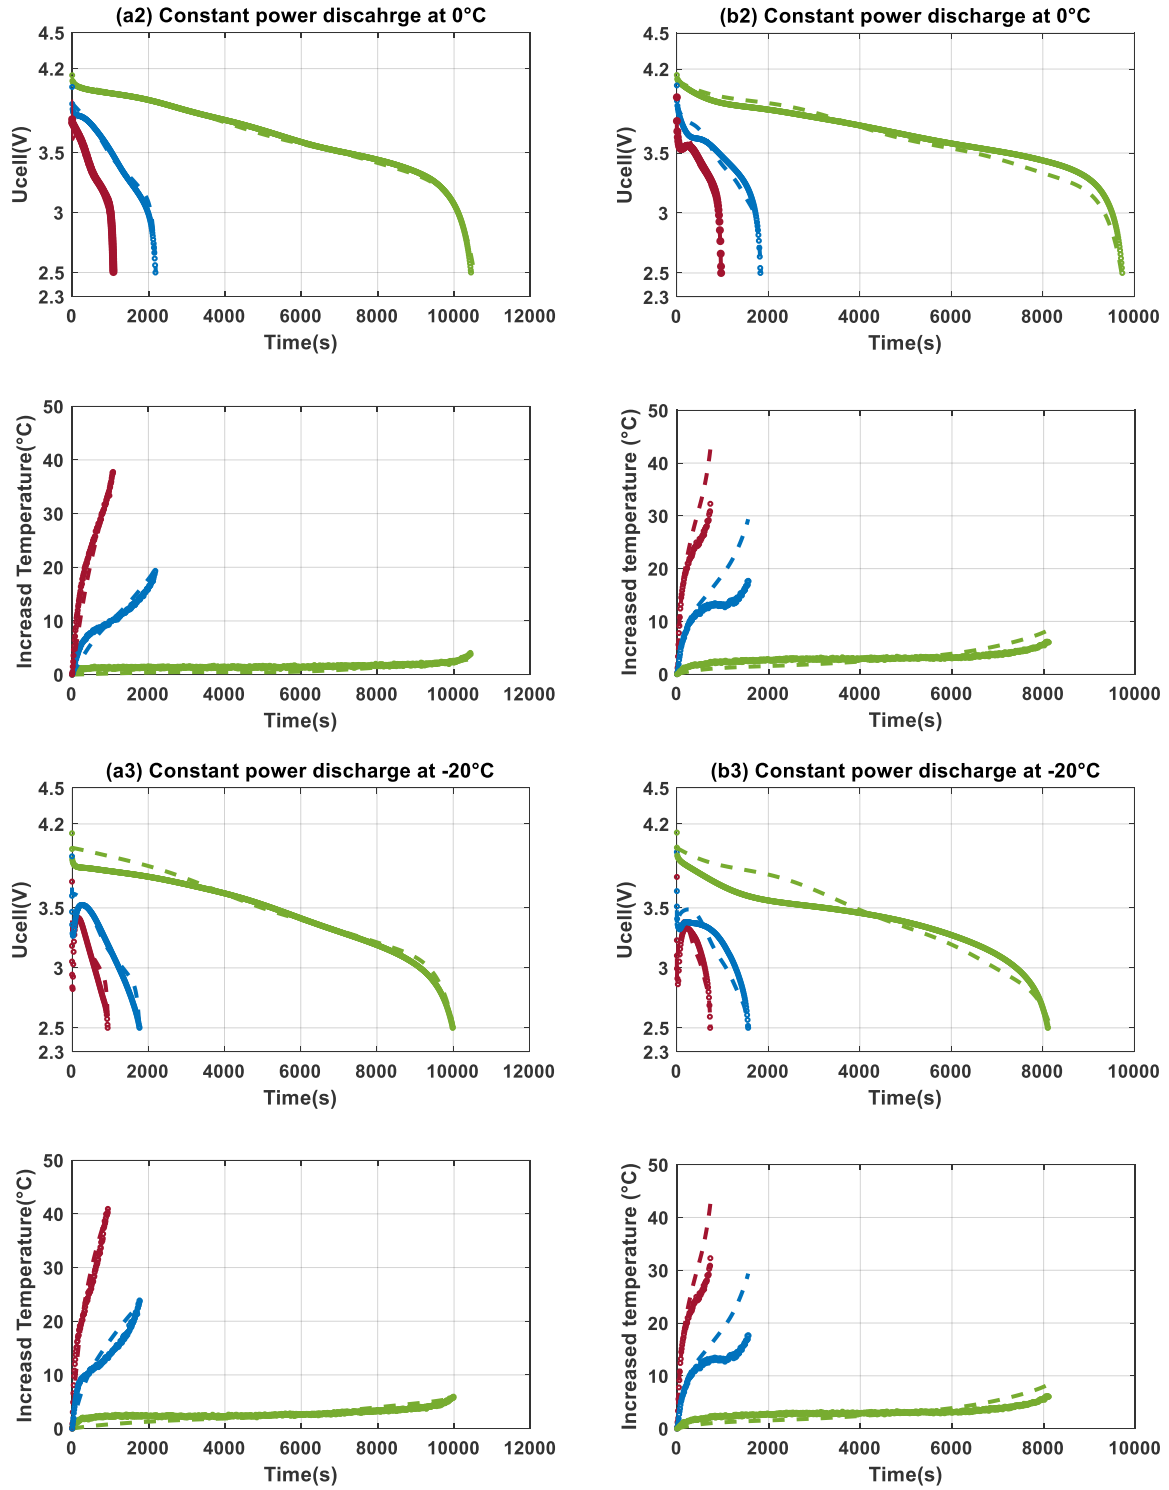 (a2) Constant power discahrge at 0°C
4.5
4.2
3.5
3
2.5
2.3
Ucell(V)
0 2000 4000 6000 8000 10000 12000
Time(s)
(b2) Constant power discharge at 0°C
4.5
4.2
3.5
3
2.5
2.3
Ucell(V)
0 2000 4000 6000 8000 10000
Time(s)
50
40
30
20
10
0
Increasd Temperature(°C)
0 2000 4000 6000 8000 10000 12000
Time(s)
50
40
30
20
10
0
Increased temperature (°C)
0 2000 4000 6000 8000 10000
Time(s)
(a3) Constant power discharge at -20°C
4.5
4.2
3.5
3
2.5
2.3
Ucell(V)
0 2000 4000 6000 8000 10000 12000
Time(s)
(b3) Constant power discharge at -20°C
4.5
4.2
3.5
3
2.5
2.3
Ucell(V)
0 2000 4000 6000 8000 10000
Time(s)
50
40
30
20
10
0
Increasd Temperature(°C)
0 2000 4000 6000 8000 10000 12000
Time(s)
50
40
30
20
10
0
Increased temperature (°C)
0 2000 4000 6000 8000 10000
Time(s)